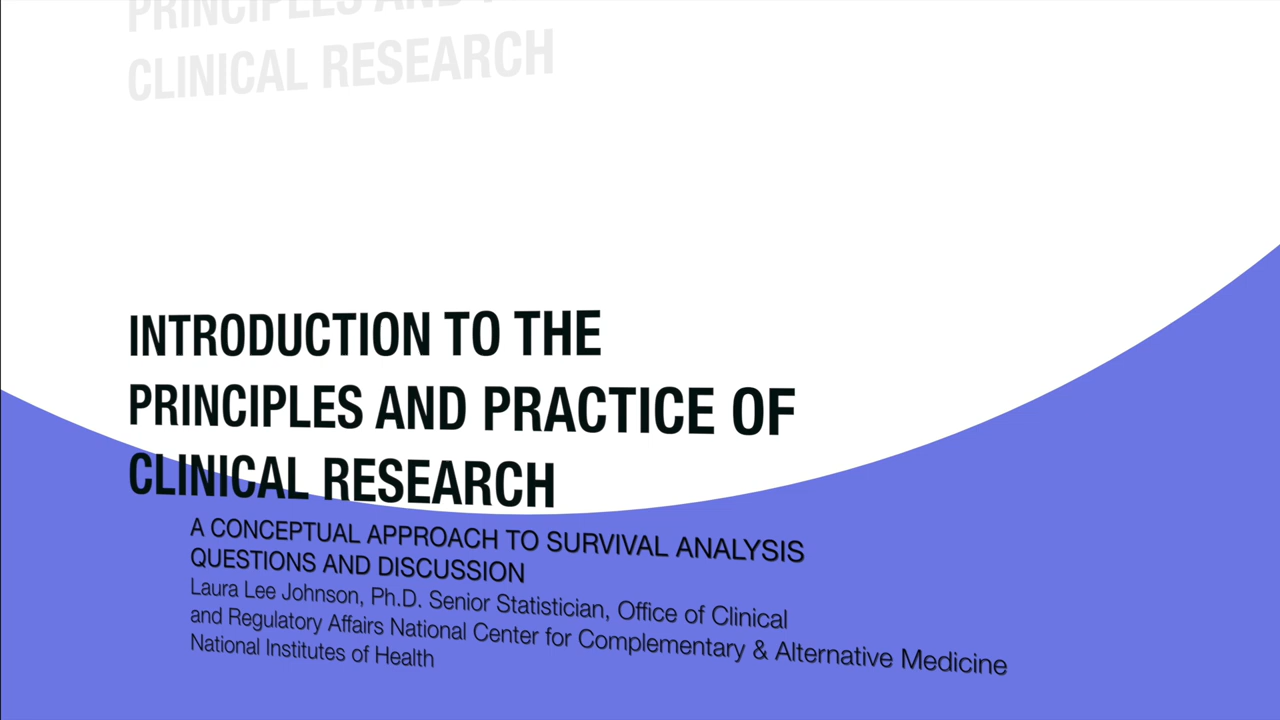 PRINCIPLES AND
CLINICAL RESEARCH
INTRODUCTION TO THE
PRINCIPLES AND PRACTICE OF
CLINICAL RESEARCH
A CONCEPTUAL APPROACH TO SURVIVAL ANALYSIS
QUESTIONS AND DISCUSSION
Laura Lee Johnson, Ph.D. Senior Statistician, Office of Clinical
and Regulatory Affairs National Center for Complementary & Alternative Medicine
National Institutes of Health